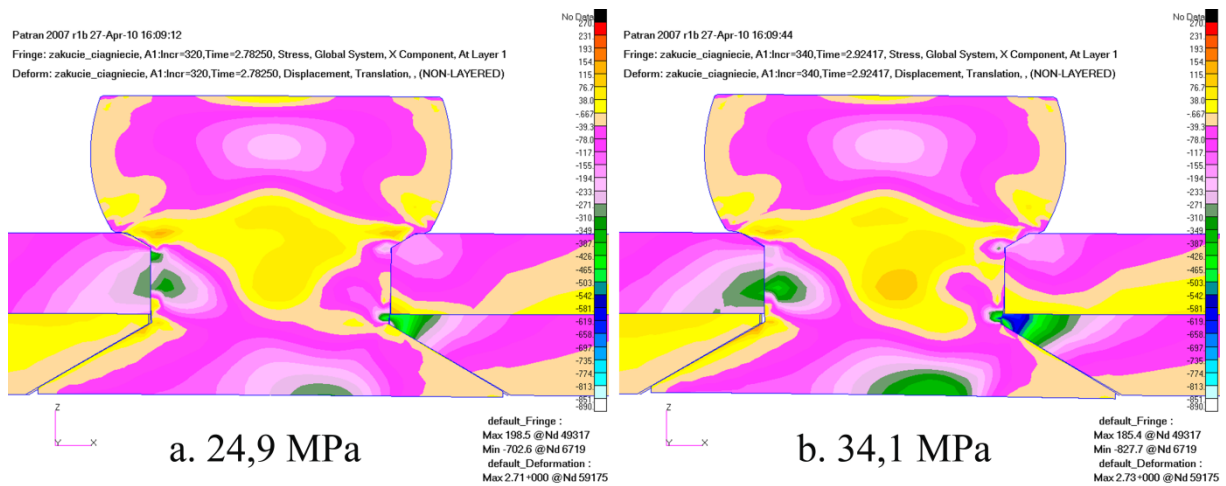 Patran 2007 r1b 27-Apr-10 16:09:12
Fringe: zakucie_ciagniecie, A1:Incr=320,Time=2.78250, Stress, Global System, X Component, At Layer 1
Deform: zakucie_ciagniecie, A1:Incr=320,Time=2.78250, Displacement, Translation, , (NON-LAYERED)
No Data
270.
193.
154.
115.
76.7
38.0
-.667
-39.3
-78.0
-117.
-155.
-194.
-233.
-271.
-310.
-349.
-387.
-426.
-465.
-503.
-542.
-581.
-619.
-658.
-697.
-735.
-774.
-813.
-851.
-890.
Z
Y
X
a. 24,9 MPa
default_Fringe :
Max 198.5 @Nd 49317
Min -702.6 @Nd 6719
default_Deformation :
Max 2.71+000 @Nd 59175
Patran 2007 r1b 27-Apr-10 16:09:44
Fringe: zakucie_ciagniecie, A1:Incr=340,Time=2.92417, Stress, Global System, X Component, At Layer 1
Deform: zakucie_ciagniecie, A1:Incr=340,Time=2.92417, Displacement, Translation, , (NON-LAYERED)
No Data
270.
193.
154.
115.
76.7
38.0
-.667
-39.3
-78.0
-117.
-155.
-194.
-233.
-271.
-310.
-349.
-387.
-426.
-465.
-503.
-542.
-581.
-619.
-658.
-697.
-735.
-774.
-813.
-851.
-890.
Z
Y
X
b. 34,1 MPa
default_Fringe :
Max 185.4 @Nd 49317
Min -827.7 @Nd 6719
default_Deformation :
Max 2.73+000 @Nd 59175